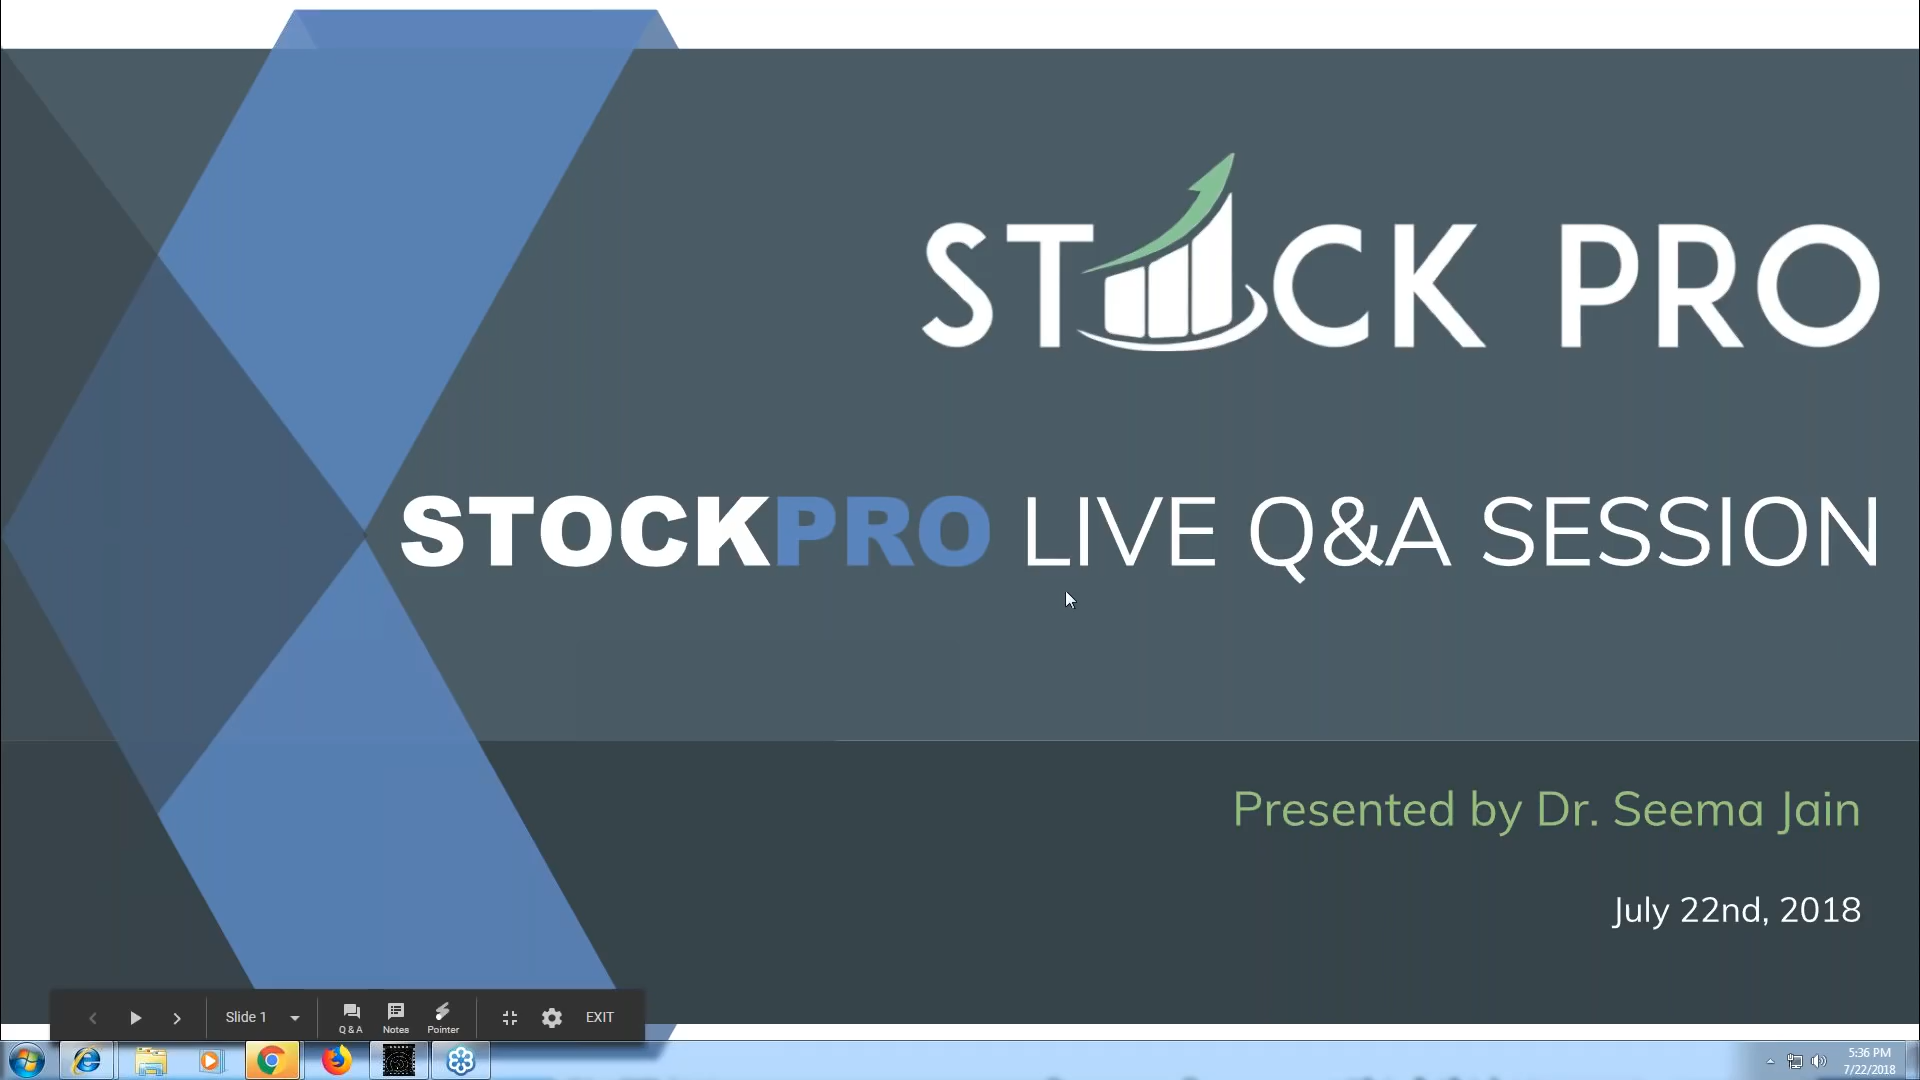 STOCK PRO
STOCKPRO LIVE Q&A SESSION
Presented by Dr. Seema Jain
July 22nd, 2018
Slide 1
Q & A
Notes
Pointer
EXIT
5:36 PM
7/22/2018